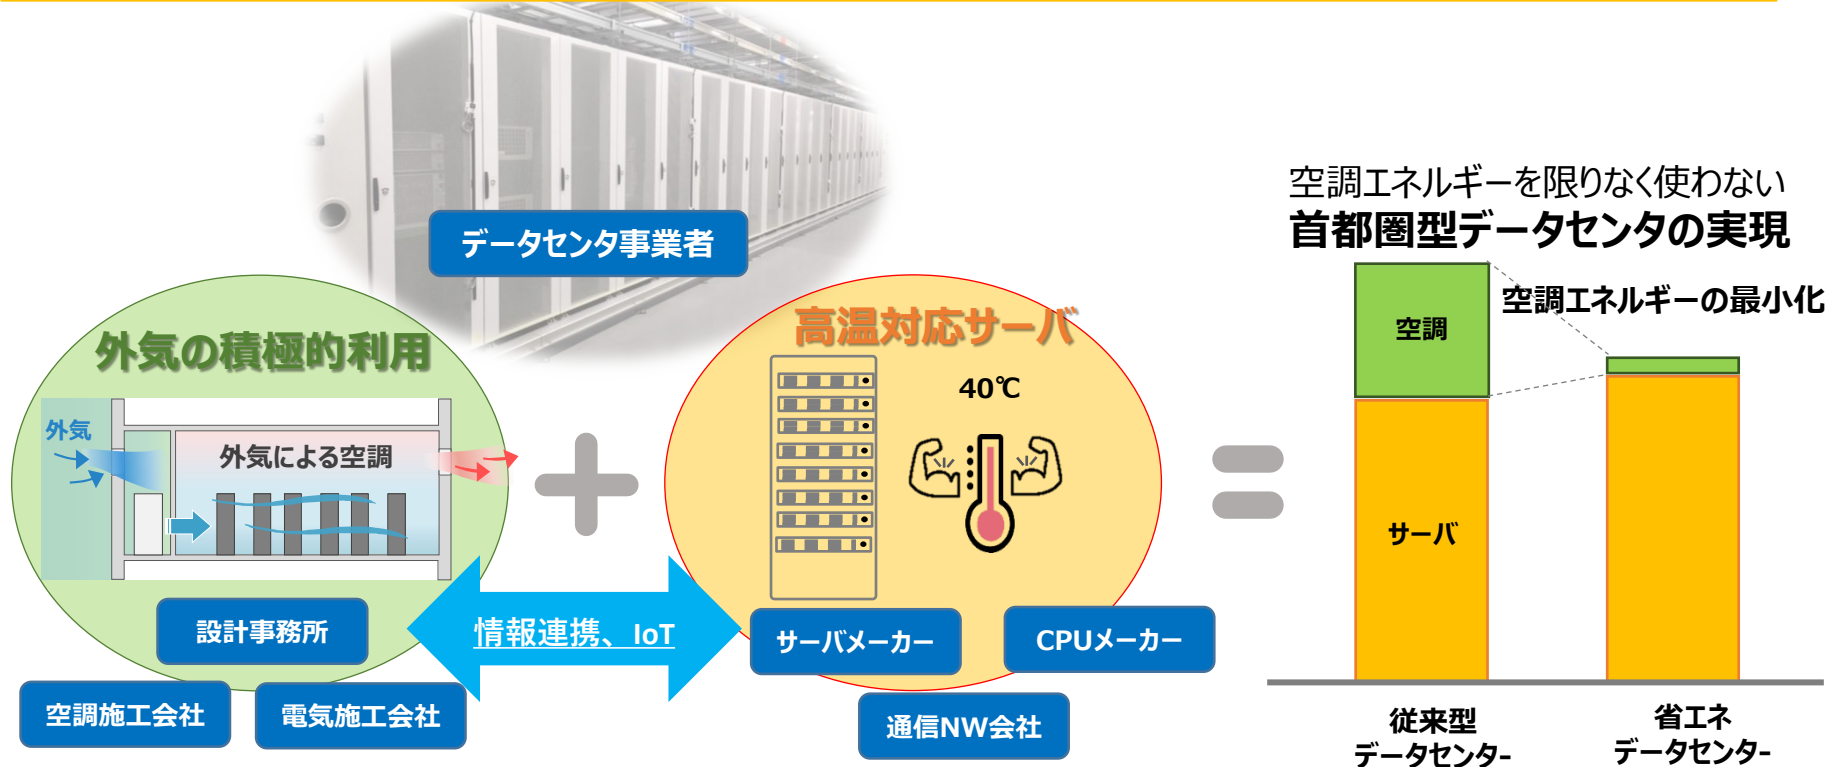 データセンタ事業者
外気の積極的利用
外気
外気による空調
設計事務所
空調施工会社
電気施工会社
情報連携、IoT
高温対応サーバ
40℃
サーバメーカー
CPUメーカー
通信NW会社
空調エネルギーを限りなく使わない
首都圏型データセンタの実現
空調エネルギーの最小化
空調
サーバ
従来型
データセンター
省エネ
データセンター